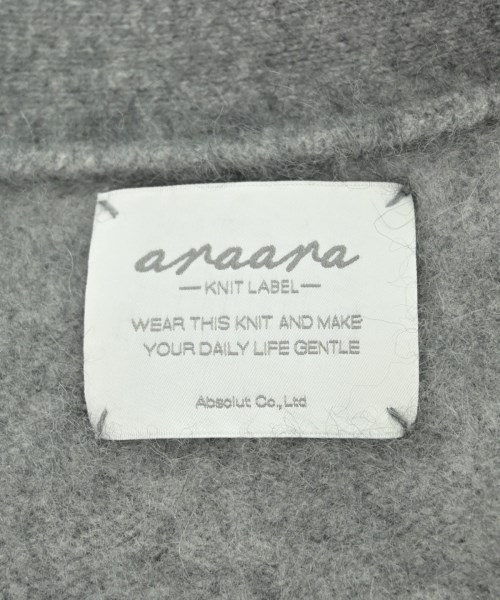 araara
— KNIT LABEL —
WEAR THIS KNIT AND MAKE
YOUR DAILY LIFE GENTLE
Absolut Co., Ltd